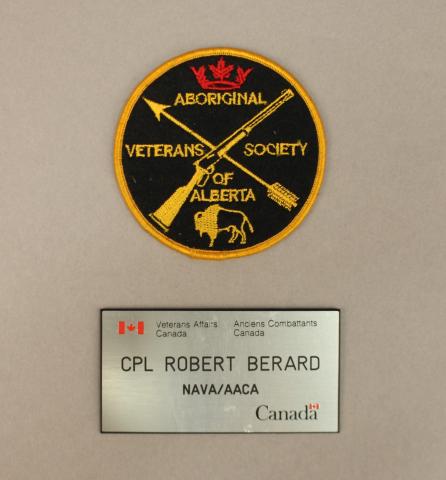 ABORIGINAL
VETERANS SOCIETY
OF
ALBERTA
Veterans Affairs Anciens Combattants
Canada Canada
CPL ROBERT BERARD
NAVA/AACA
Canada